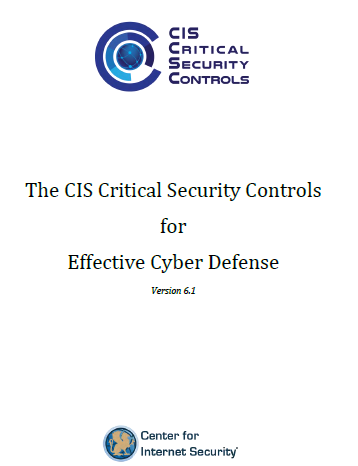 CIS
CRITICAL
SECURITY
CONTROLS
The CIS Critical Security Controls
for
Effective Cyber Defense
Version 6.1
Center for
Internet Security®